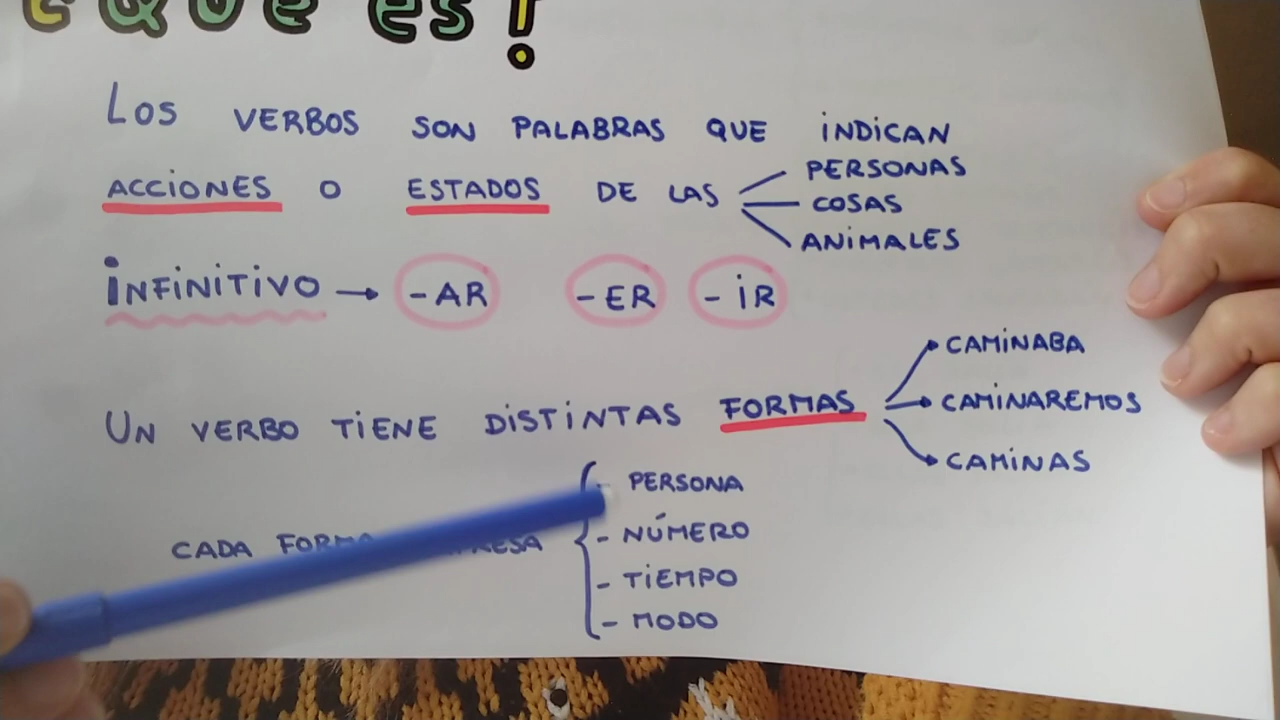 ¿QUÉ ES?
LOS VERBOS SON PALABRAS QUE INDICAN
ACCIONES O ESTADOS DE LAS
PERSONAS
COSAS
ANIMALES
INFINITIVO → -AR -ER -IR
UN VERBO TIENE DISTINTAS FORMAS
CAMINABA
CAMINAREMOS
CAMINAS
CADA FORMA
- PERSONA
- NÚMERO
- TIEMPO
- MODO